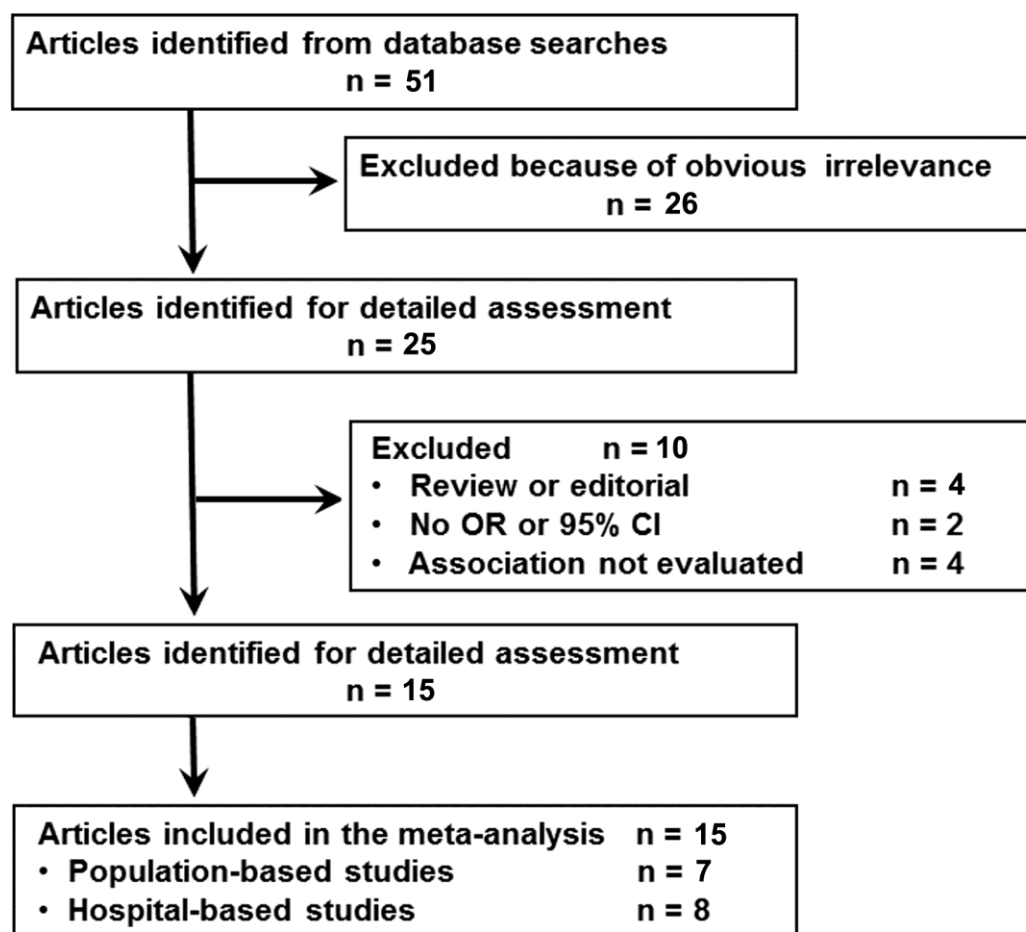 Articles identified from database searches
n = 51
Excluded because of obvious irrelevance
n = 26
Articles identified for detailed assessment
n = 25
Excluded n = 10
• Review or editorial n = 4
• No OR or 95% CI n = 2
• Association not evaluated n = 4
Articles identified for detailed assessment
n = 15
Articles included in the meta-analysis n = 15
• Population-based studies n = 7
• Hospital-based studies n = 8